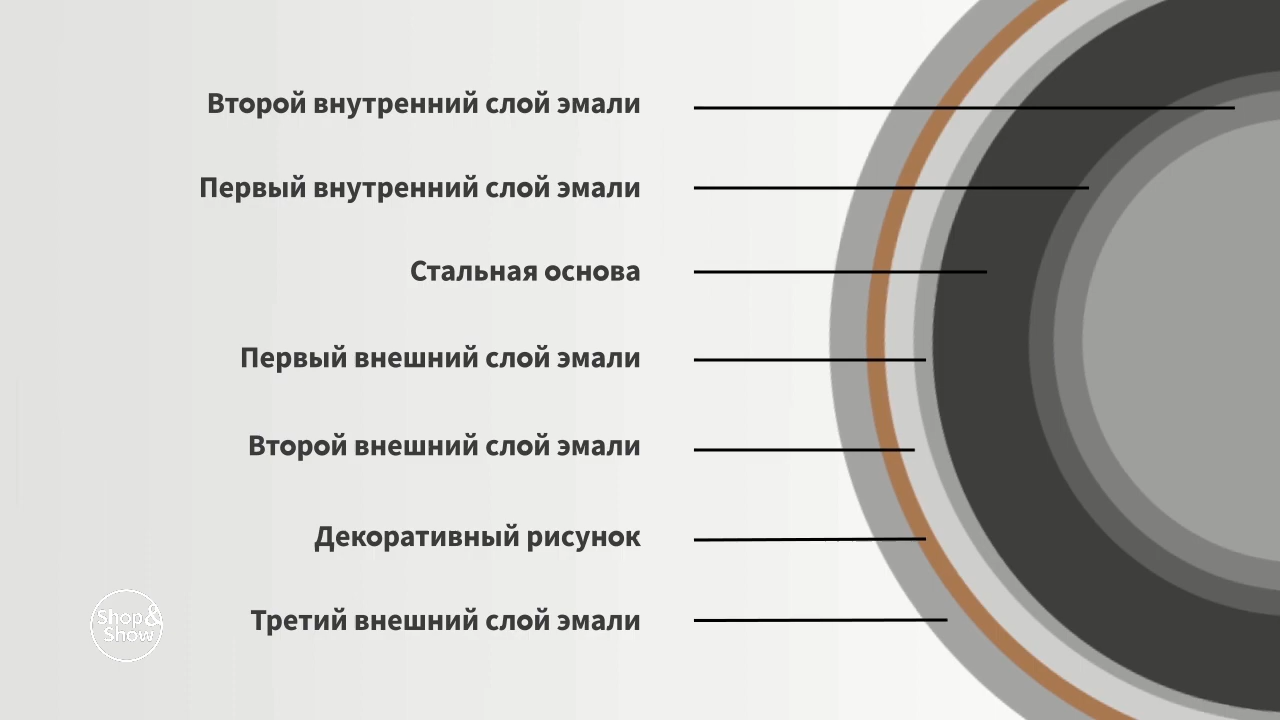 Второй внутренний слой эмали
Первый внутренний слой эмали
Стальная основа
Первый внешний слой эмали
Второй внешний слой эмали
Декоративный рисунок
Третий внешний слой эмали
Shop&
Show